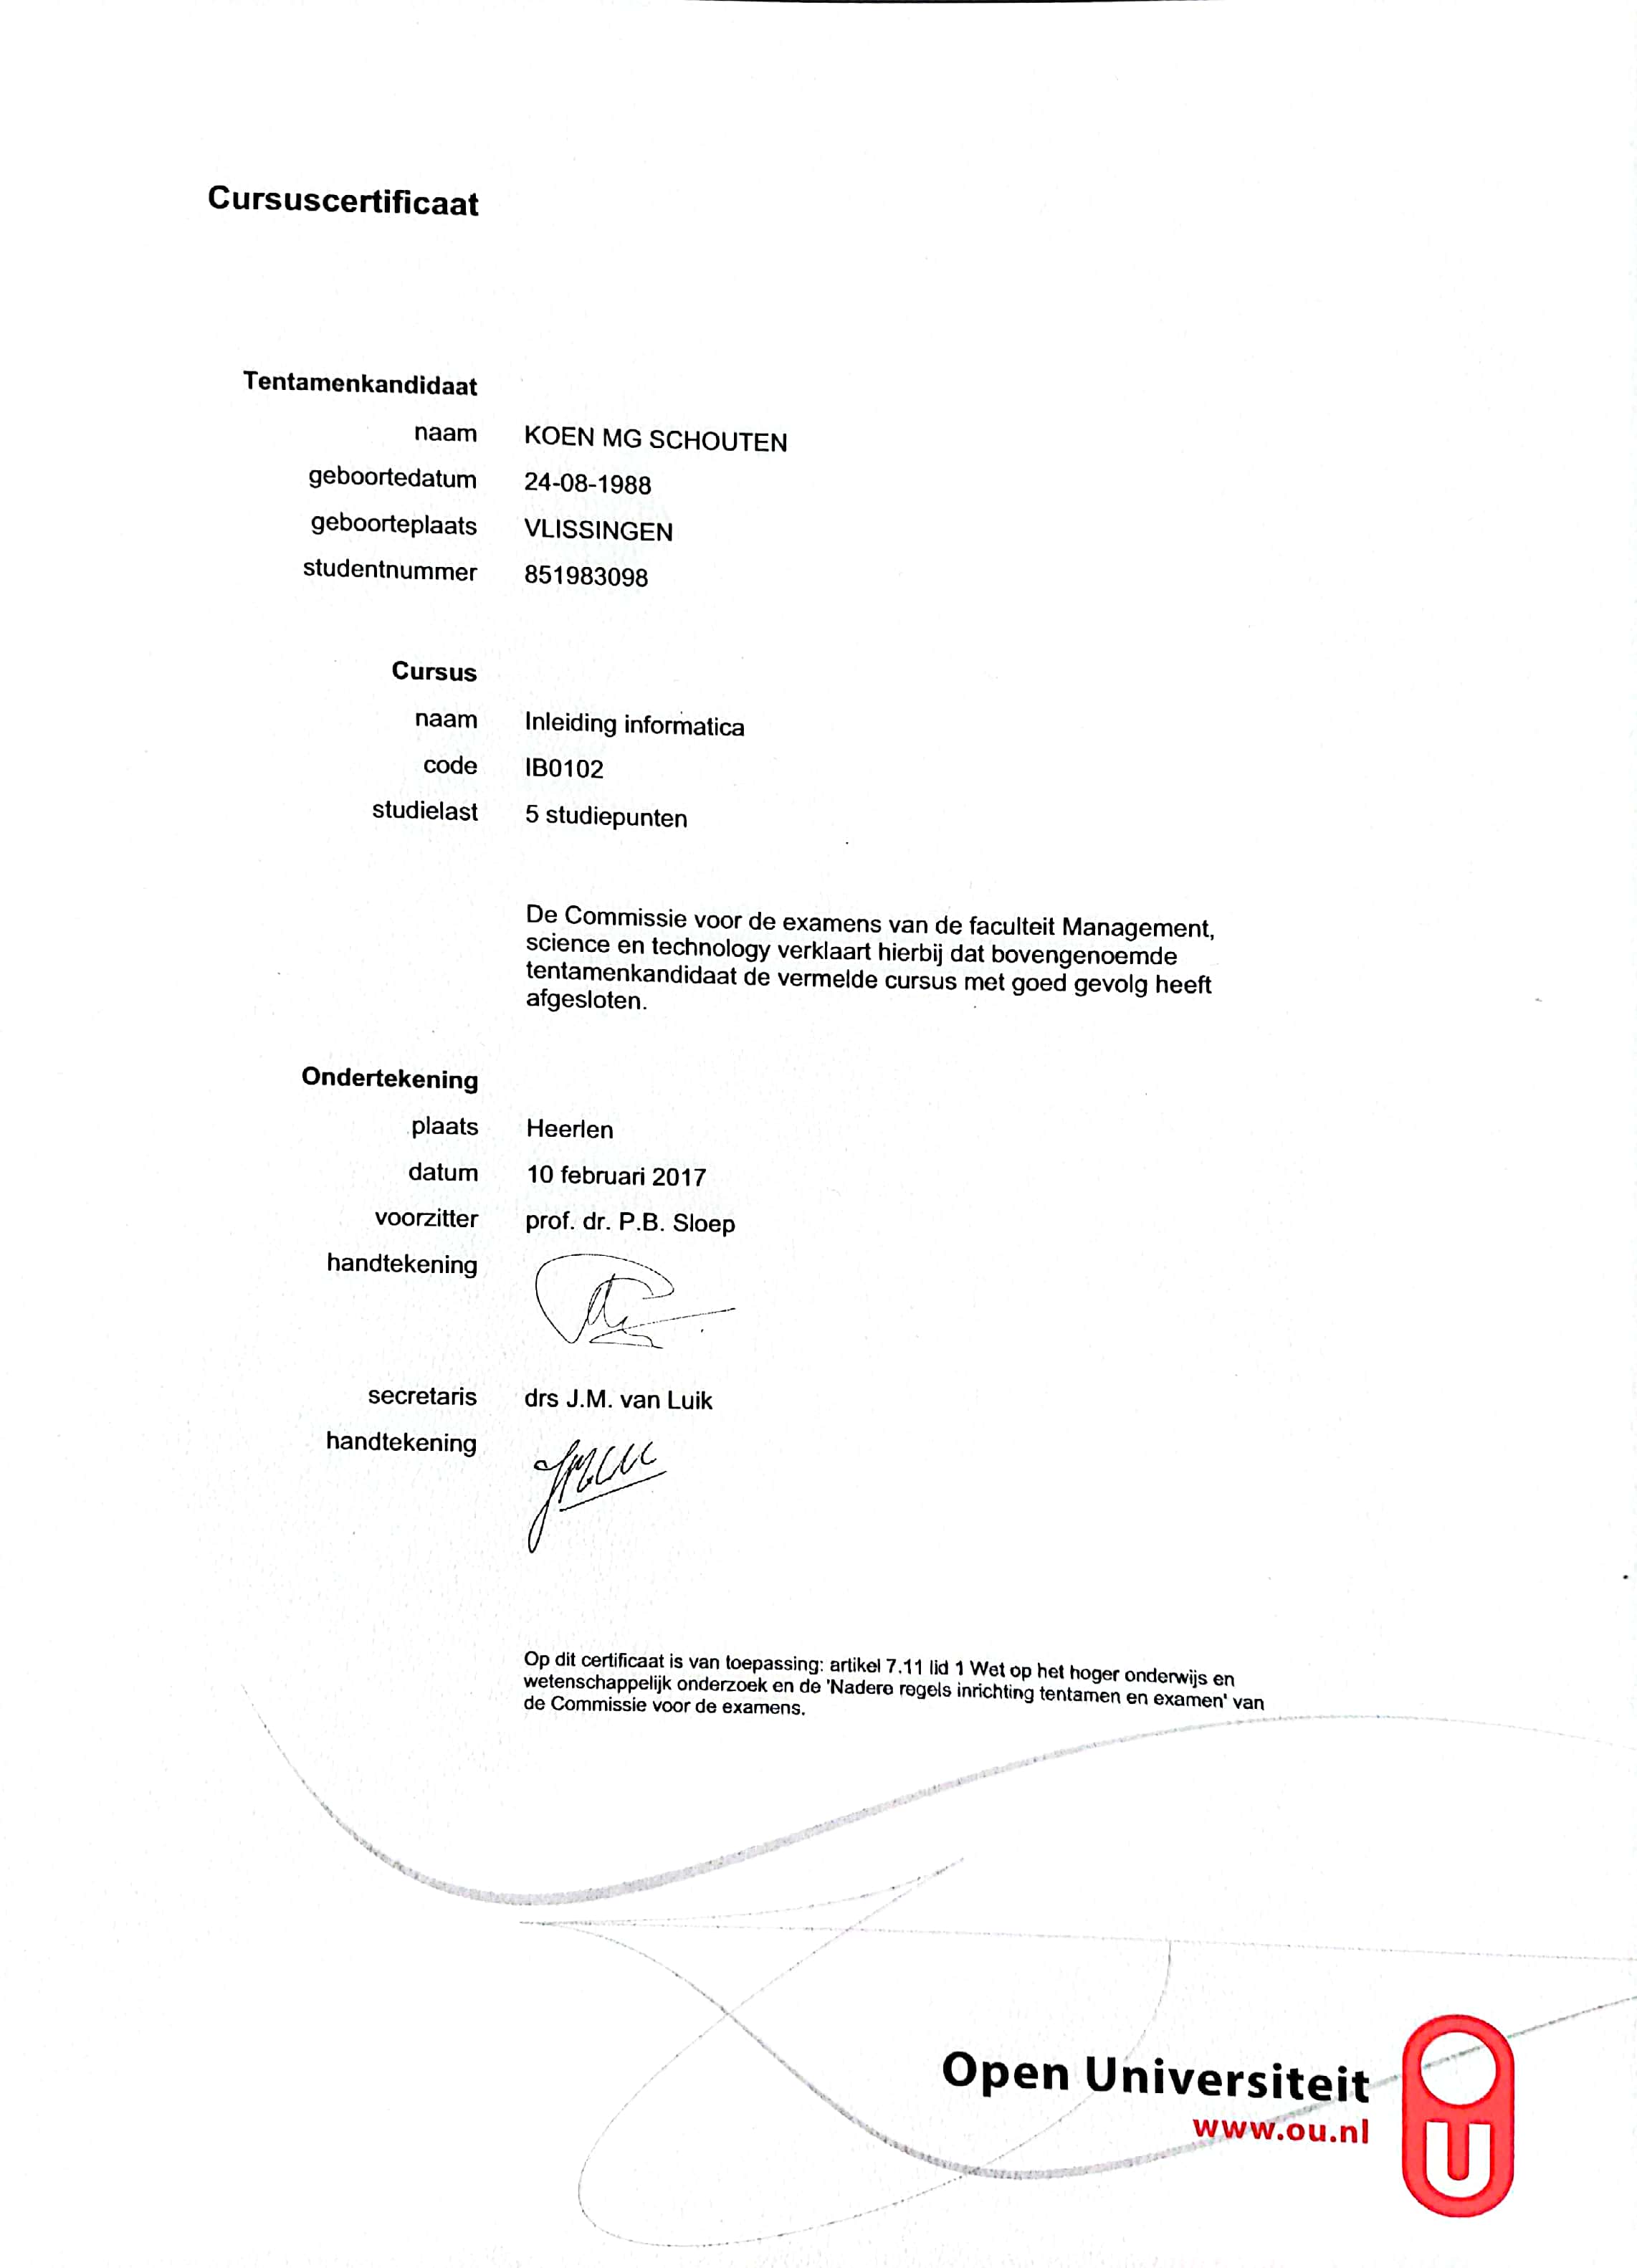 Cursuscertificaat
Tentamenkandidaat
naam KOEN MG SCHOUTEN
geboortedatum 24-08-1988
geboorteplaats VLISSINGEN
studentnummer 851983098
Cursus
naam Inleiding informatica
code IB0102
studielast 5 studiepunten
De Commissie voor de examens van de faculteit Management,
science en technology verklaart hierbij dat bovengenoemde
tentamenkandidaat de vermelde cursus met goed gevolg heeft
afgesloten.
Ondertekening
plaats Heerlen
datum 10 februari 2017
voorzitter prof. dr. P.B. Sloep
handtekening
secretaris drs J.M. van Luik
handtekening
Op dit certificaat is van toepassing: artikel 7.11 lid 1 Wet op het hoger onderwijs en
wetenschappelijk onderzoek en de 'Nadere regels inrichting tentamen en examen' van
de Commissie voor de examens.
Open Universiteit
www.ou.nl